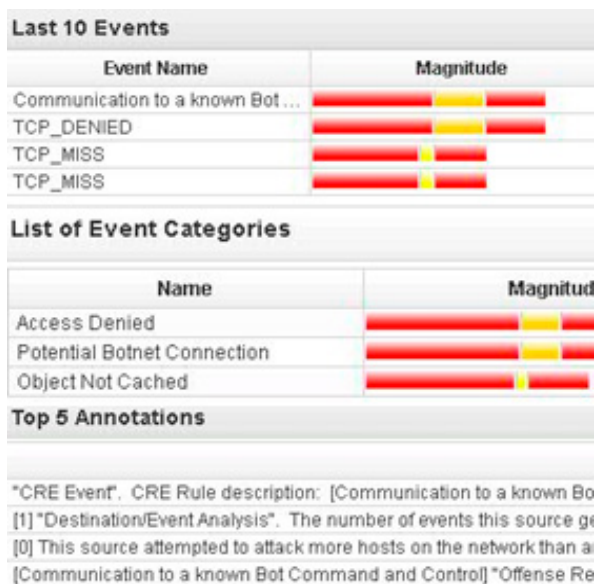 Last 10 Events
Event Name Magnitude
Communication to a known Bot ...
TCP_DENIED
TCP_MISS
TCP_MISS
List of Event Categories
Name Magnitud
Access Denied
Potential Botnet Connection
Object Not Cached
Top 5 Annotations
"CRE Event". CRE Rule description: [Communication to a known Bo
[1] "Destination/Event Analysis". The number of events this source ge
[0] This source attempted to attack more hosts on the network than a
[Communication to a known Bot Command and Control] "Offense Re